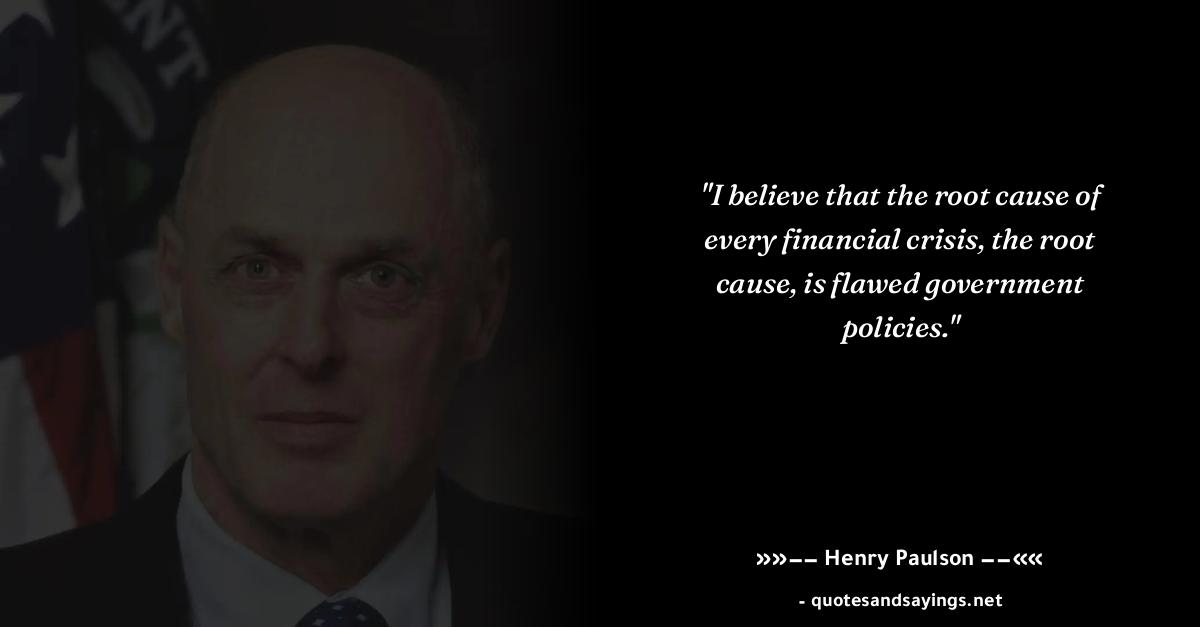 ENT
"I believe that the root cause of
every financial crisis, the root
cause, is flawed government
policies."
»»–– Henry Paulson ––««
- quotesandsayings.net